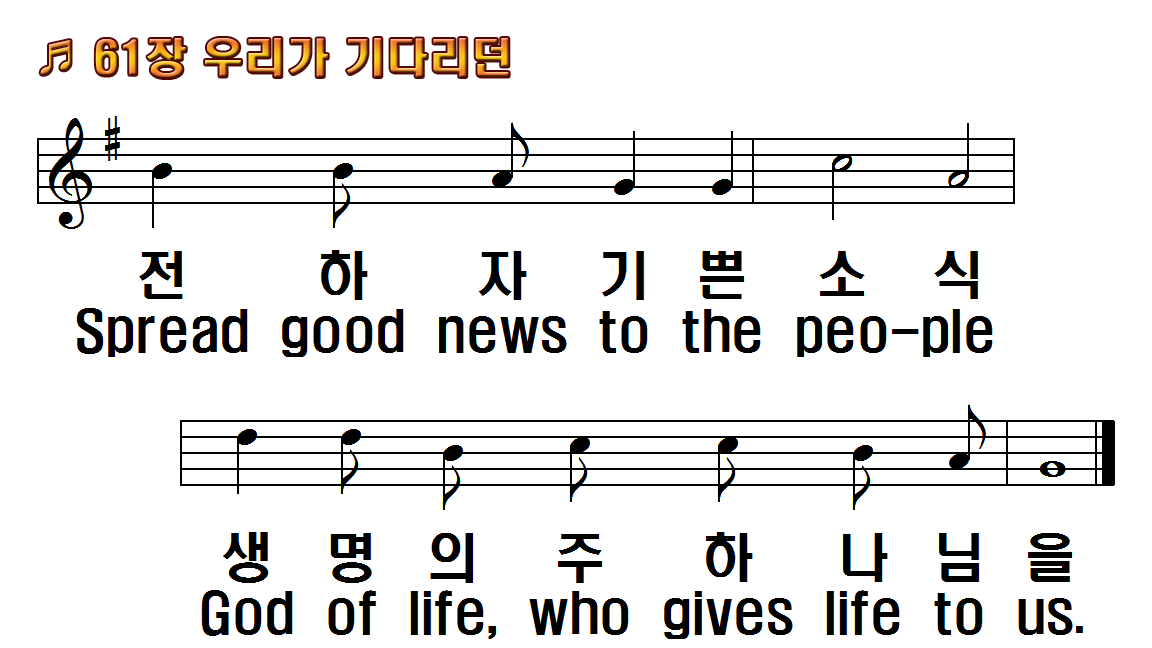 ♬ 61장 우리가 기다리던
전 하 자 기 쁜 소 식
Spread good news to the peo-ple
생 명 의 주 하 나 님 을
God of life, who gives life to us.